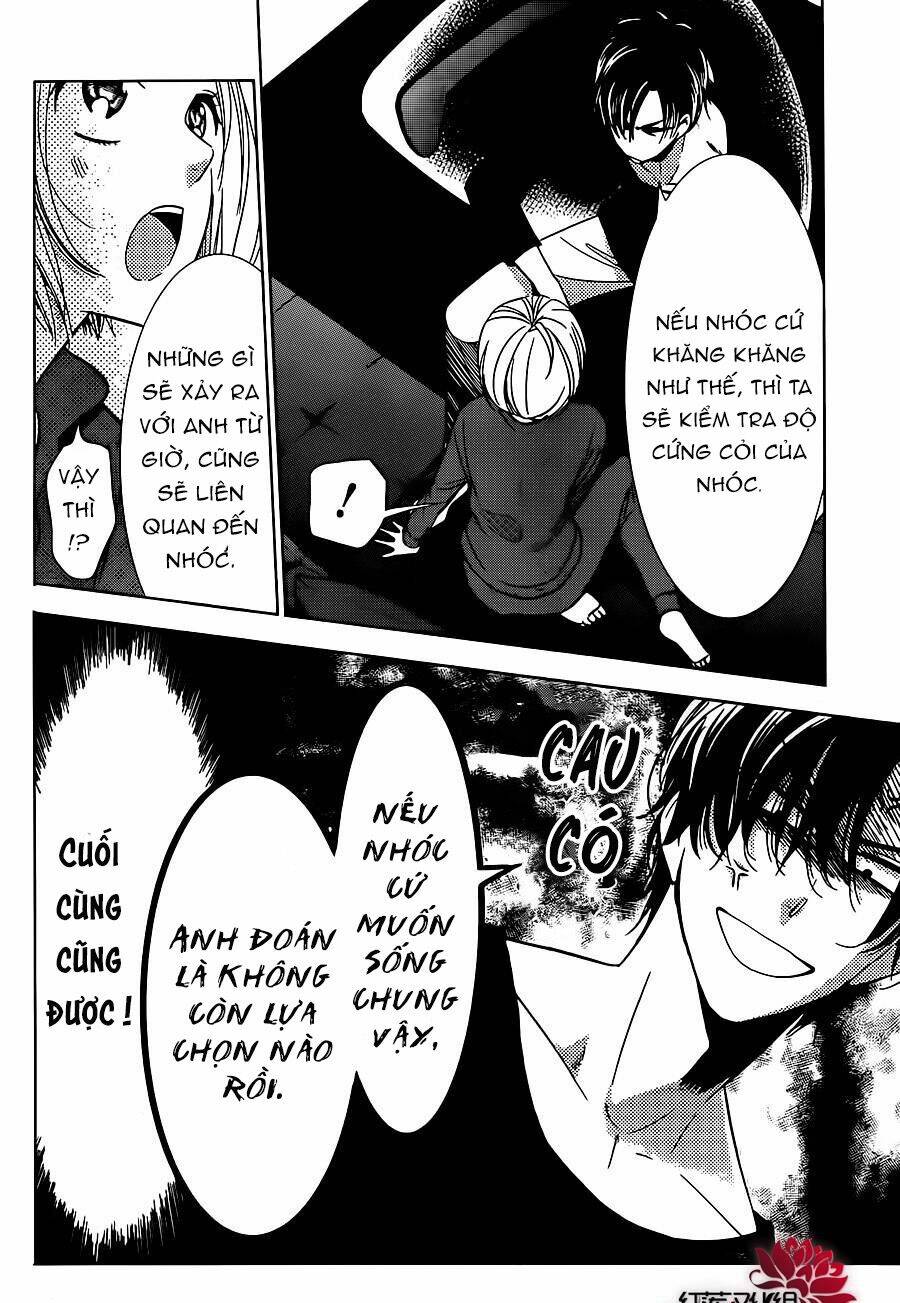 NẾU NHÓC CỨ
KHĂNG KHĂNG
NHƯ THẾ, THÌ TA
SẼ KIỂM TRA ĐỘ
CỨNG CỎI CỦA
NHÓC.
!
NHỮNG GÌ
SẼ XẢY RA
VỚI ANH TỪ
GIỜ, CŨNG
SẼ LIÊN
QUAN ĐẾN
NHÓC.
VẬY
THÌ
!?
CAU
CÓ
NẾU
NHÓC
CỨ
MUỐN
SỐNG
CHUNG
VẬY,
ANH ĐOÁN
LÀ KHÔNG
CÒN LỰA
CHỌN NÀO
RỒI.
CUỐI
CÙNG
CŨNG
ĐƯỢC!